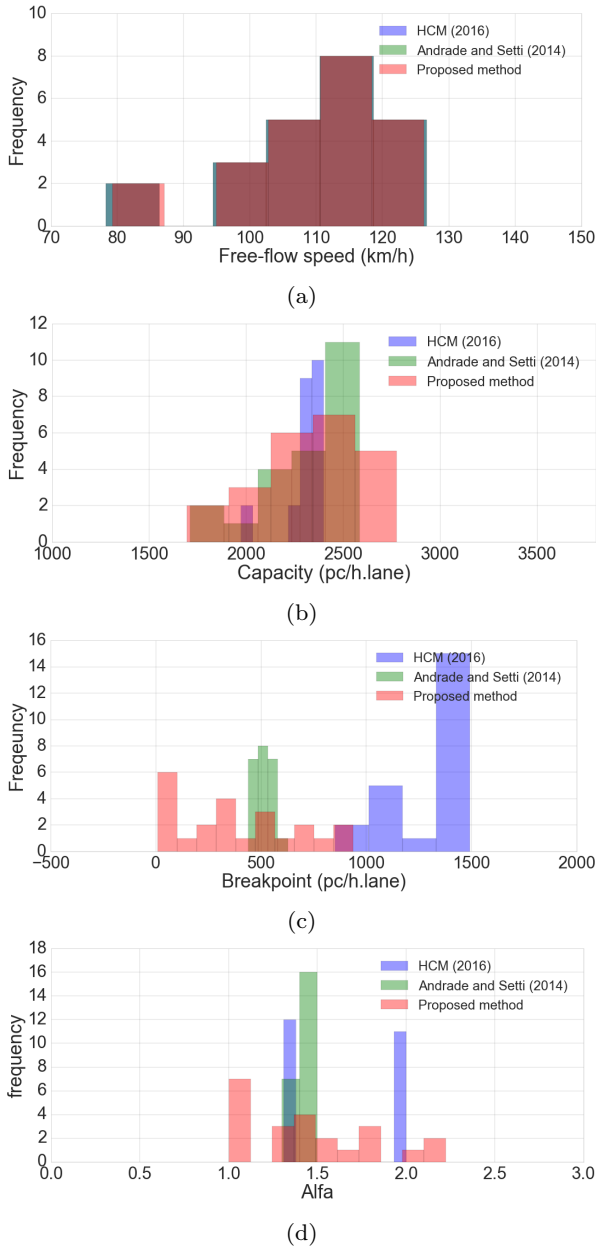 10
8
6
4
2
0
Frequency
HCM (2016)
Andrade and Setti (2014)
Proposed method
70 80 90 100 110 120 130 140 150
Free-flow speed (km/h)
(a)
12
10
8
6
4
2
0
Frequency
HCM (2016)
Andrade and Setti (2014)
Proposed method
1000 1500 2000 2500 3000 3500
Capacity (pc/h.lane)
(b)
16
14
12
10
8
6
4
2
0
Freqeuncy
HCM (2016)
Andrade and Setti (2014)
Proposed method
−500 0 500 1000 1500 2000
Breakpoint (pc/h.lane)
(c)
18
16
14
12
10
8
6
4
2
0
frequency
HCM (2016)
Andrade and Setti (2014)
Proposed method
0.0 0.5 1.0 1.5 2.0 2.5 3.0
Alfa
(d)